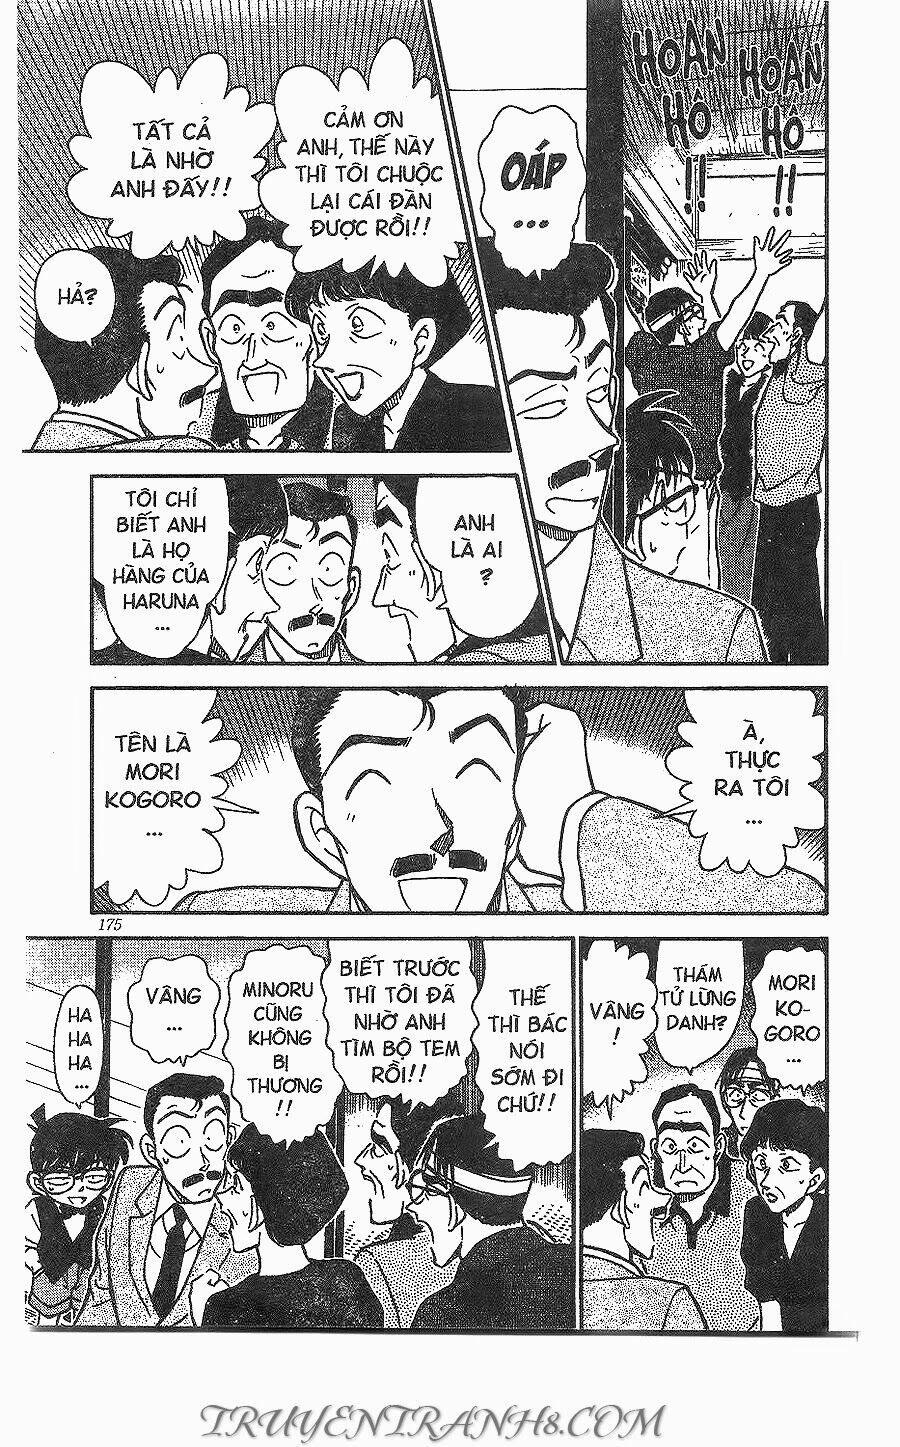 HOAN
HÔ
!!
HOAN
HÔ
!!
OÁP
...
CẢM ƠN
ANH, THẾ NÀY
THÌ TÔI CHUỘC
LẠI CÁI ĐÀN
ĐƯỢC RỒI!!
TẤT CẢ
LÀ NHỜ
ANH ĐẤY!!
HẢ?
ANH
LÀ AI
?
TÔI CHỈ
BIẾT ANH
LÀ HỌ
HÀNG CỦA
HARUNA
...
À,
THỰC
RA TÔI
...
TÊN LÀ
MORI
KOGORO
...
175
MORI
KO-
GORO
...
THÁM
TỬ LỪNG
DANH?
VÂNG
!
THẾ
THÌ BÁC
NÓI
SỚM ĐI
CHỨ!!
BIẾT TRƯỚC
THÌ TÔI ĐÃ
NHỜ ANH
TÌM BỘ TEM
RỒI!!
MINORU
CŨNG
KHÔNG
BỊ
THƯƠNG
!!
VÂNG
...
HA
HA
HA
...
TRUYENTRANH8.COM